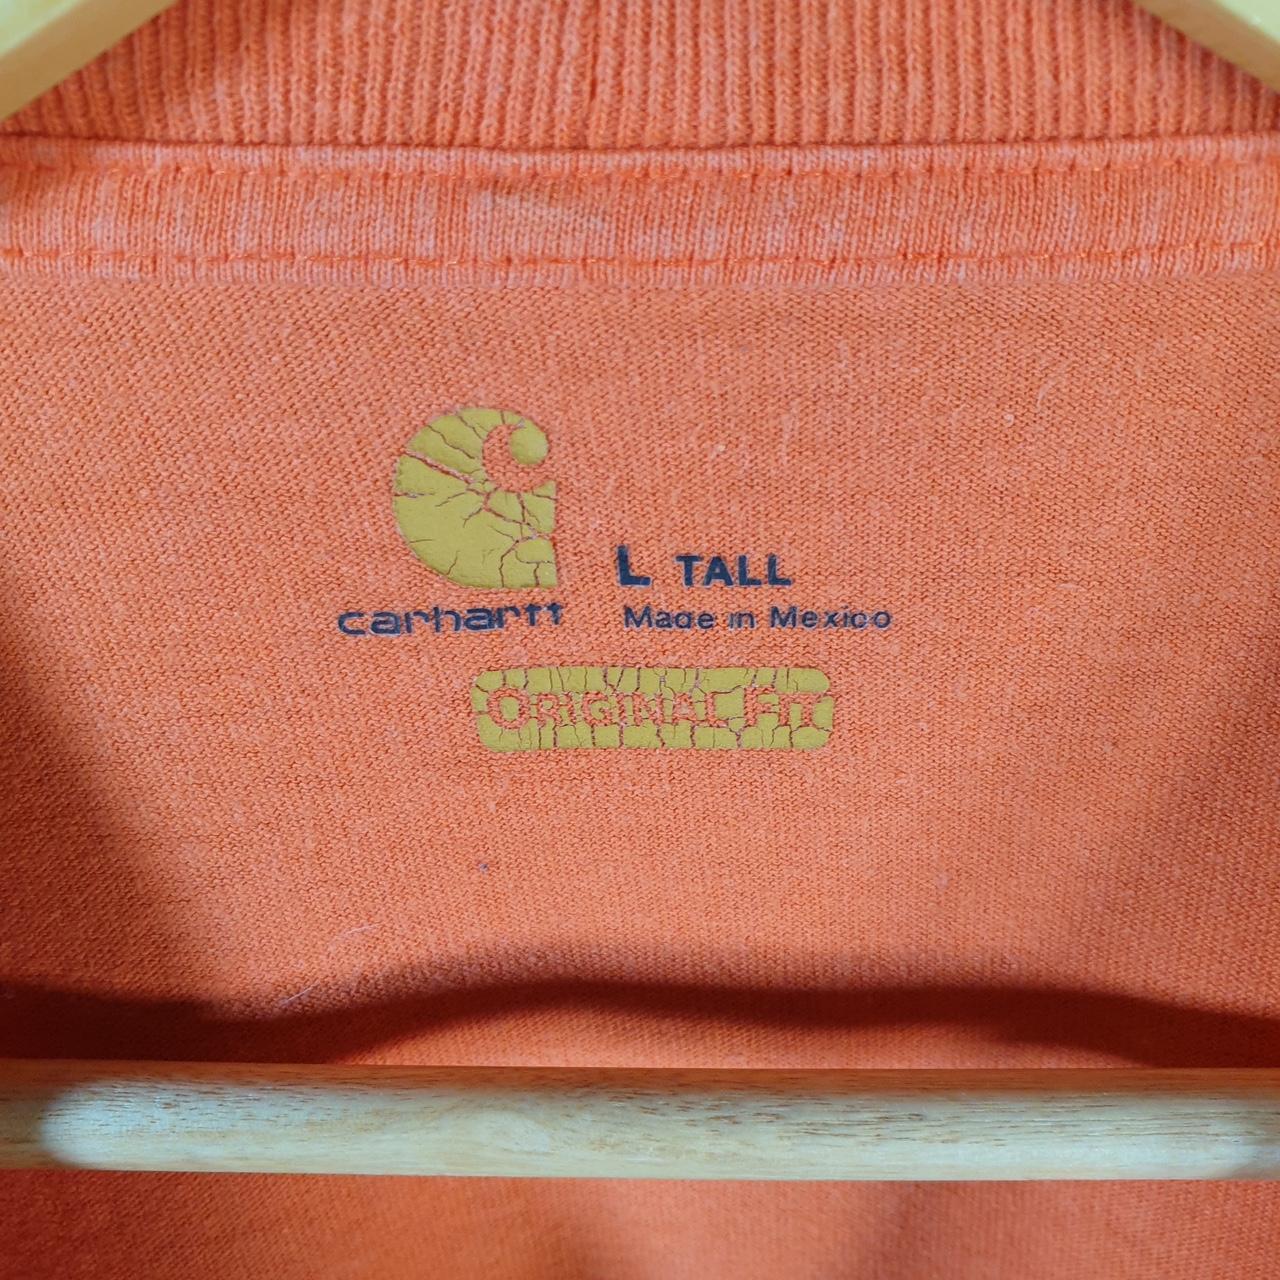 L TALL
carhartt
Made in Mexico
ORIGINAL FIT